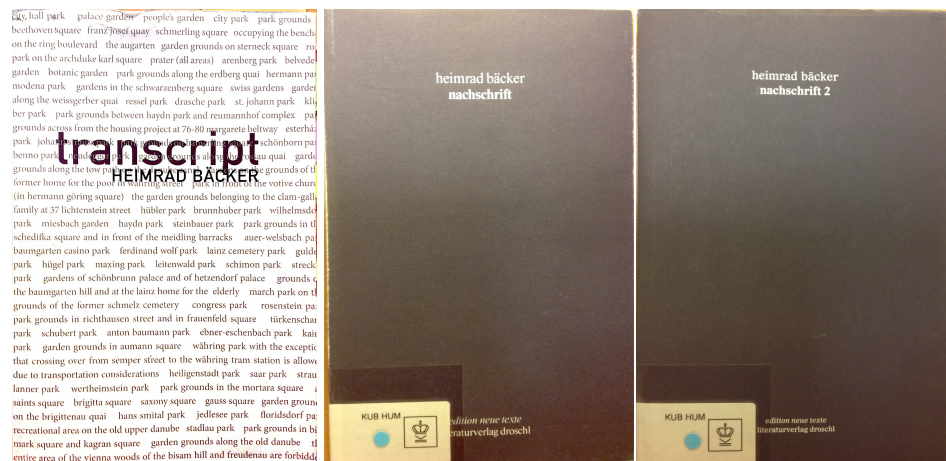 city hall park palace garden people's garden city park park grounds
beethoven square franz josef quay schmerling square occupying the bench
on the ring boulevard the augarten garden grounds on sterneck square
park on the archduke karl square prater (all areas) arenberg park
garden botanic garden park grounds along the erdberg quai hermann
modena park gardens in the schwarzenberg square swiss gardens
along the weissgerber quai ressel park drasche park st. johann park
ber park park grounds between haydn park and reumannhof complex
grounds across from the housing project at 76-80 margarete beltway
park
transcript
benno park
grounds along the
HEIMRAD BÄCKER
former home for the poor in währing street park in front of the votive
(in hermann göring square) the garden grounds belonging to the clam-gall
family at 37 lichtenstein street hübler park brunnhuber park
park miesbach garden haydn park steinbauer park park grounds in
schedifka square and in front of the meidling barracks auer-welsbach
baumgarten casino park ferdinand wolf park lainz cemetery park
park hügel park maxing park leitenwald park schimon park
park gardens of schönbrunn palace and of hetzendorf palace grounds
the baumgarten hill and at the lainz home for the elderly march park on
grounds of the former schmelz cemetery congress park rosenstein
park grounds in richthausen street and in frauenfeld square
park schubert park anton baumann park ebner-eschenbach park
park garden grounds in aumann square währing park with the exceptio
that crossing over from semper street to the währing tram station is allowe
due to transportation considerations heiligenstadt park saar park
lanner park wertheimstein park park grounds in the mortara square
saints square brigitta square saxony square gauss square garden
on the brigittenau quai hans smital park jedlesee park floridsdorf
recreational area on the old upper danube stadlau park park grounds in
mark square and kagran square garden grounds along the old danube
entire area of the vienna woods of the bisam hill and freudenau are forbidde
heimrad bäcker
nachschrift
KUB HUM
edition neue texte
eraturverlag droschl
heimrad bäcker
nachschrift 2
KUB HUM
edition neue texte
literaturverlag droschl